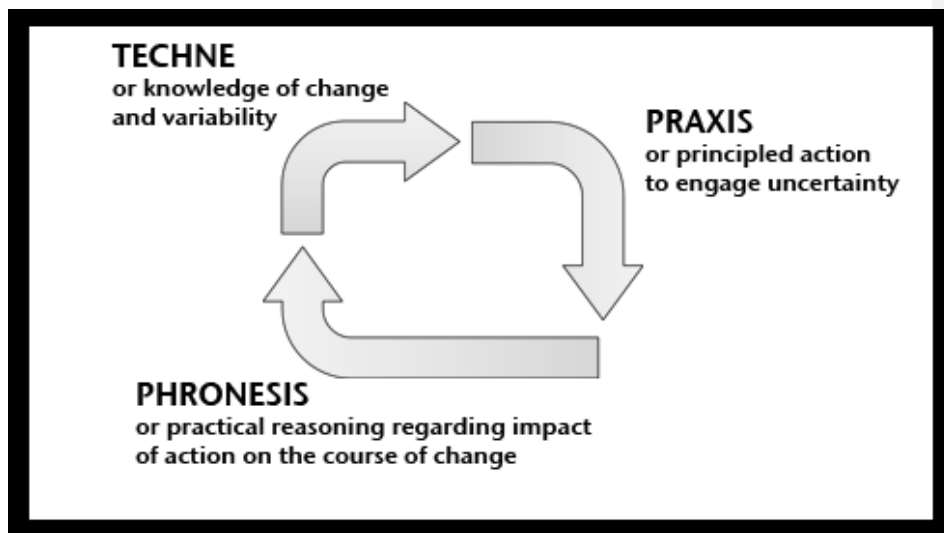 TECHNE
or knowledge of change
and variability
PRAXIS
or principled action
to engage uncertainty
PHRONESIS
or practical reasoning regarding impact
of action on the course of change